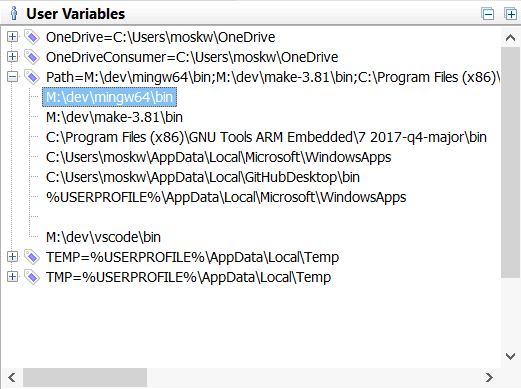 User Variables
OneDrive=C:\Users\moskw\OneDrive
OneDriveConsumer=C:\Users\moskw\OneDrive
Path=M:\dev\mingw64\bin;M:\dev\make-3.81\bin;C:\Program Files (x86)\
M:\dev\mingw64\bin
M:\dev\make-3.81\bin
C:\Program Files (x86)\GNU Tools ARM Embedded\7 2017-q4-major\bin
C:\Users\moskw\AppData\Local\Microsoft\WindowsApps
C:\Users\moskw\AppData\Local\GitHubDesktop\bin
%USERPROFILE%\AppData\Local\Microsoft\WindowsApps
M:\dev\vscode\bin
TEMP=%USERPROFILE%\AppData\Local\Temp
TMP=%USERPROFILE%\AppData\Local\Temp